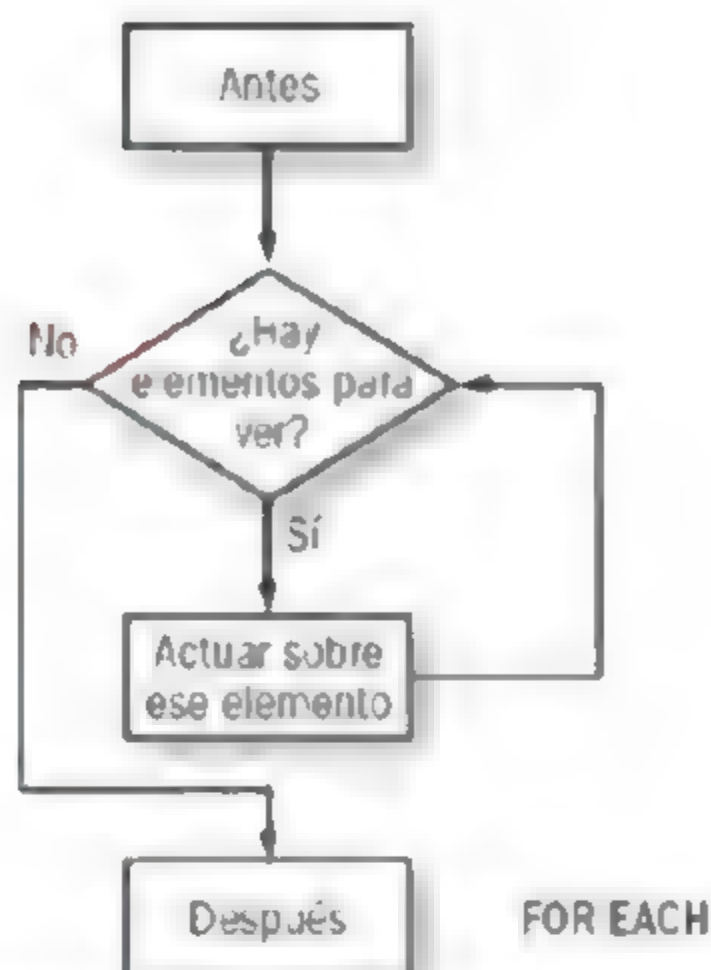 Antes
No
¿Hay
elementos para
ver?
Sí
Actuar sobre
ese elemento
Después
FOR EACH